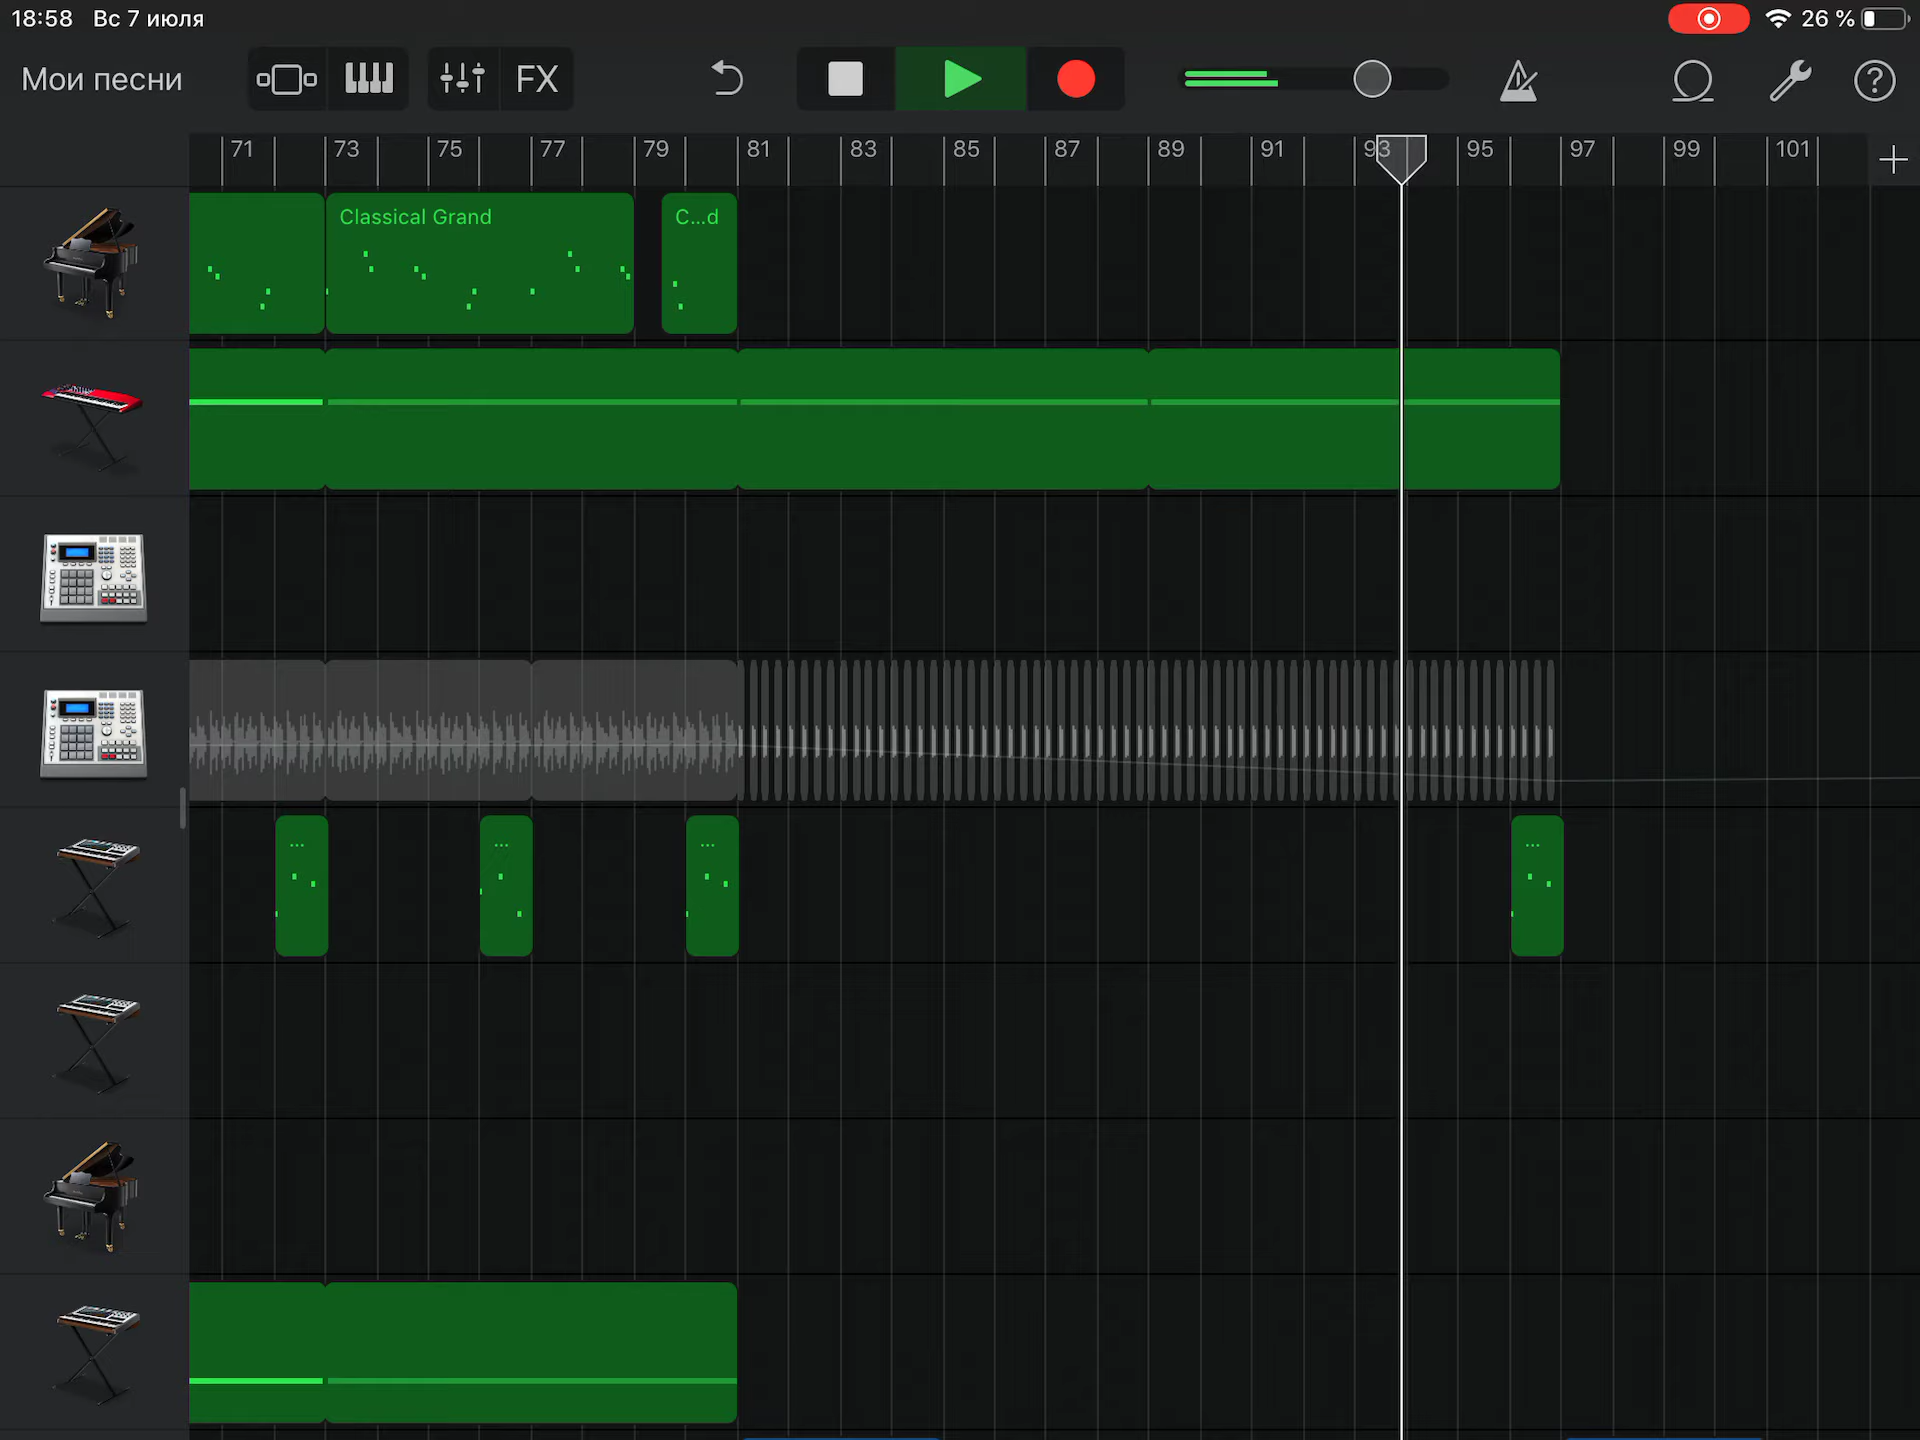 18:58 Вс 7 июля 26 %
Мои песни FX
71 73 75 77 79 81 83 85 87 89 91 93 95 97 99 101
Classical Grand C...d
... ... ... ...